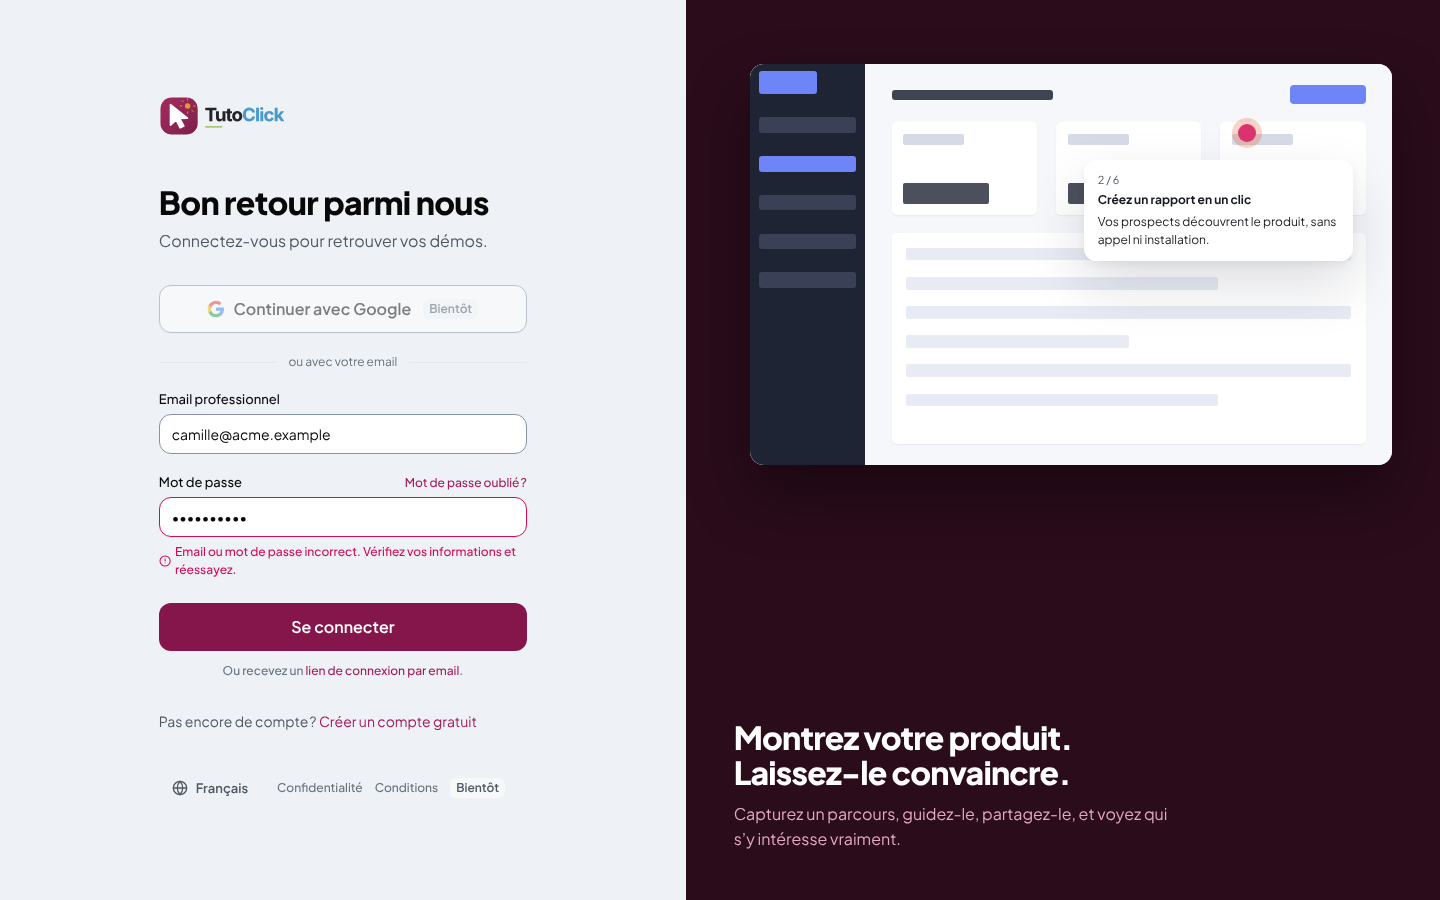 TutoClick
Bon retour parmi nous
Connectez-vous pour retrouver vos démos.
Continuer avec Google Bientôt
ou avec votre email
Email professionnel
camille@acme.example
Mot de passe Mot de passe oublié ?
Email ou mot de passe incorrect. Vérifiez vos informations et
réessayez.
Se connecter
Ou recevez un lien de connexion par email.
Pas encore de compte ? Créer un compte gratuit
Français Confidentialité Conditions Bientôt
2 / 6
Créez un rapport en un clic
Vos prospects découvrent le produit, sans
appel ni installation.
Montrez votre produit.
Laissez-le convaincre.
Capturez un parcours, guidez-le, partagez-le, et voyez qui
s’y intéresse vraiment.